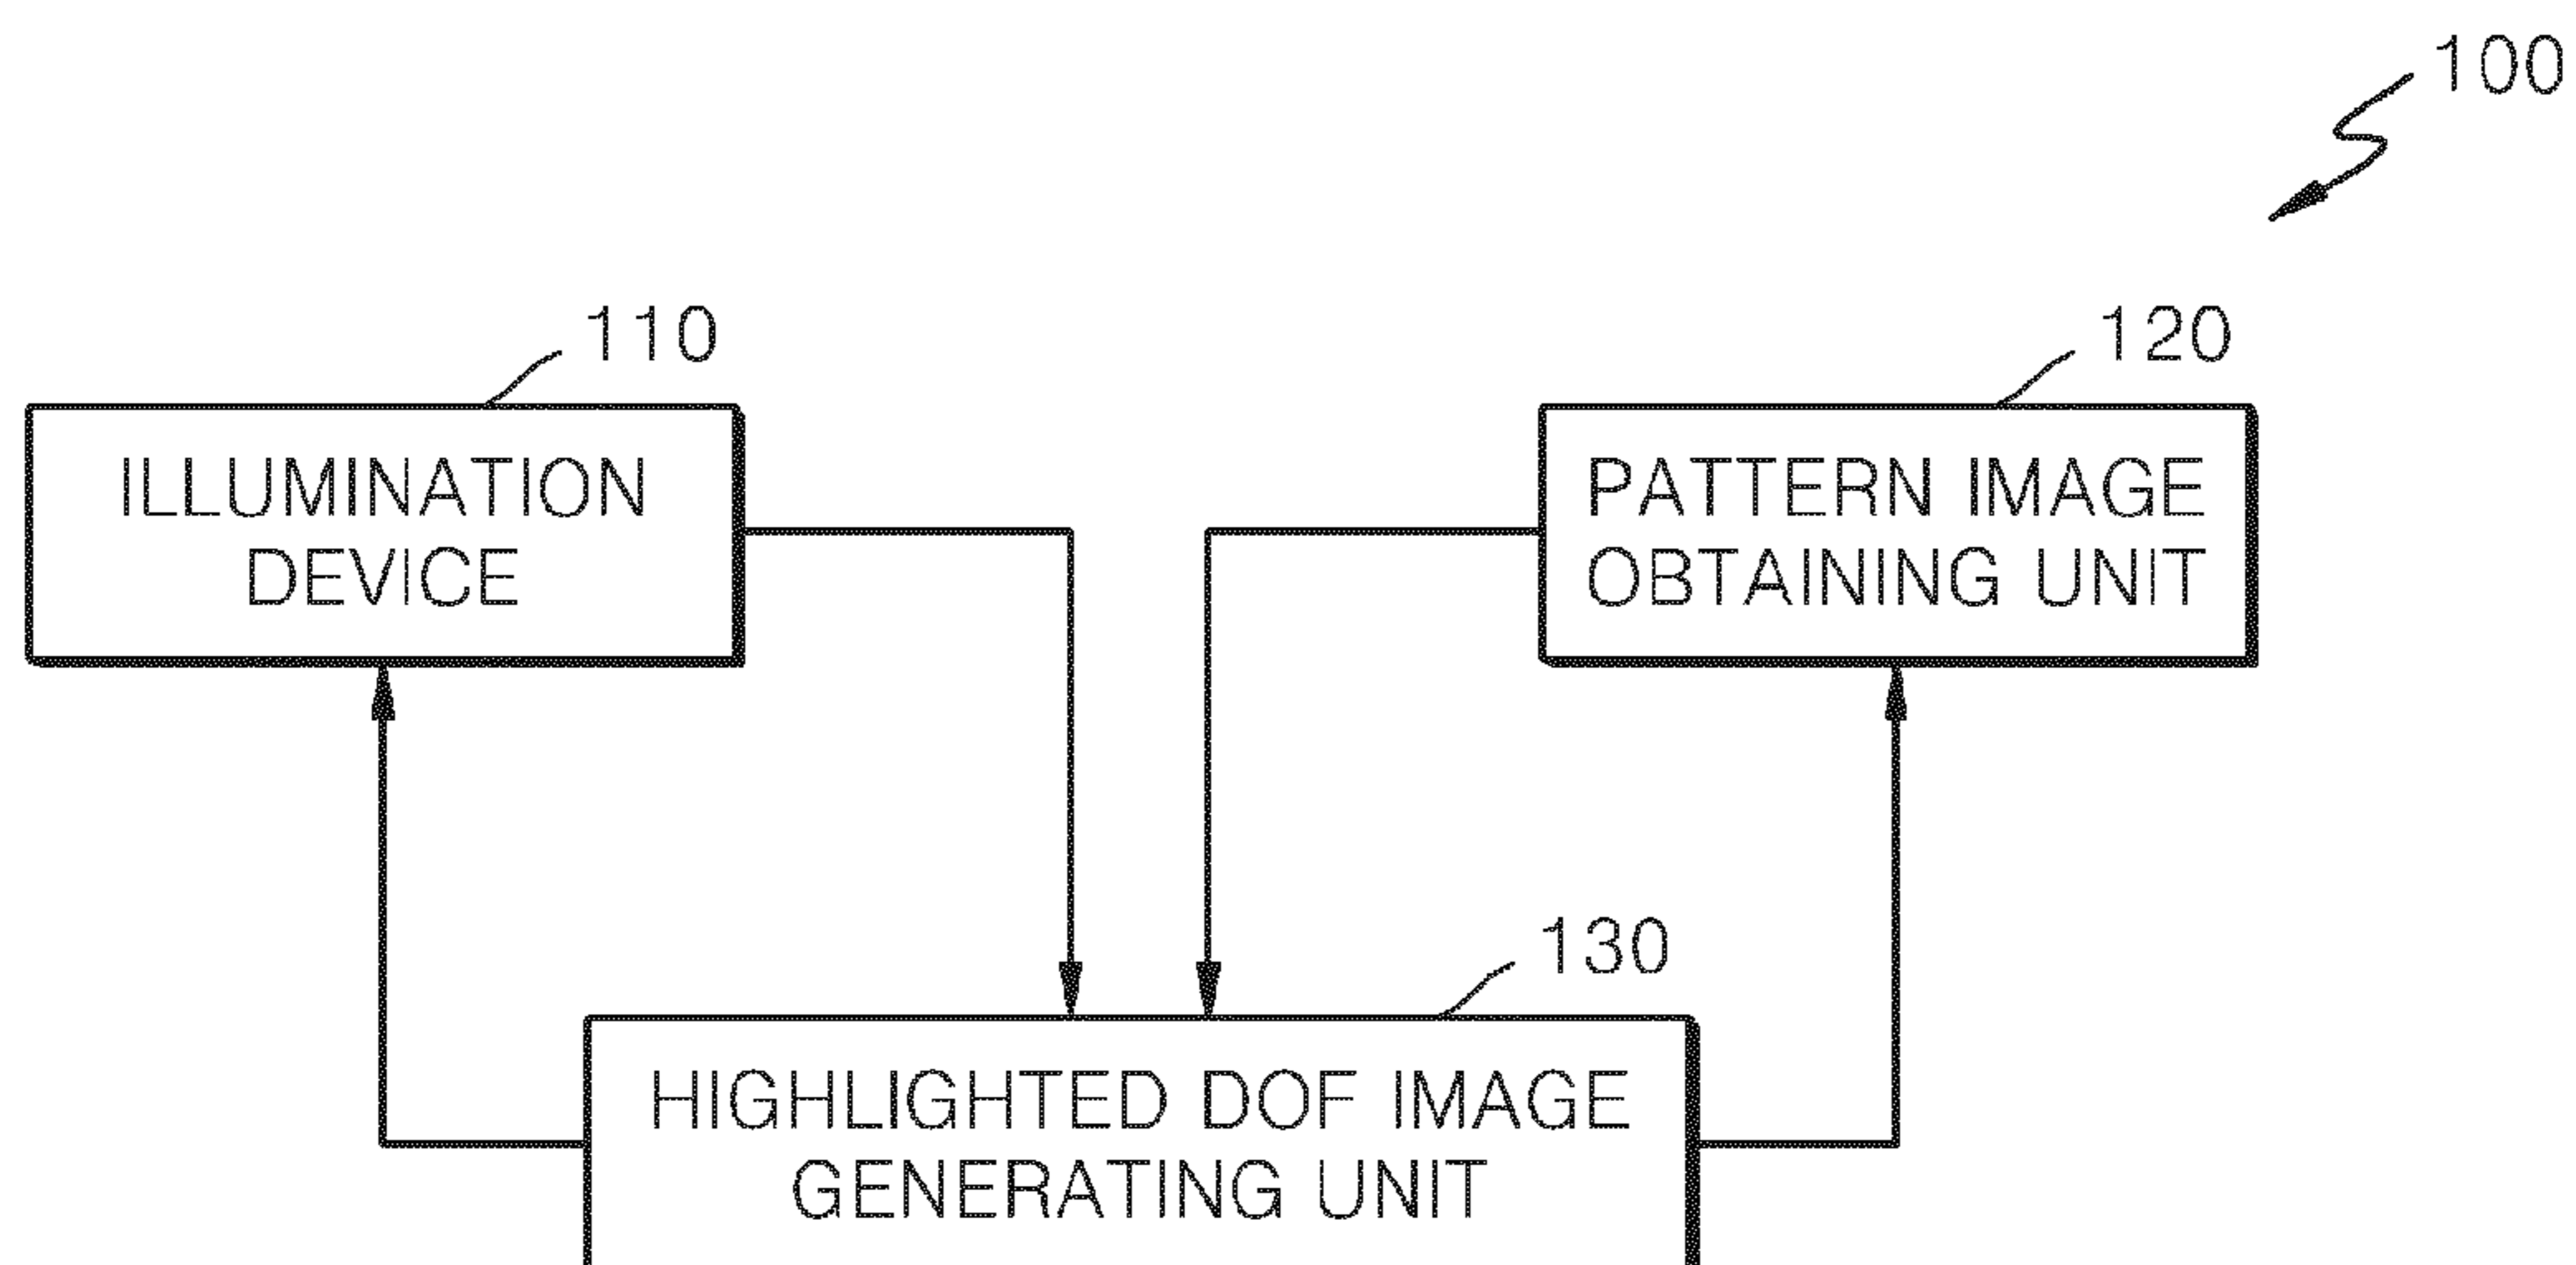 100
110
120
ILLUMINATION
DEVICE
PATTERN IMAGE
OBTAINING UNIT
130
HIGHLIGHTED DOF IMAGE
GENERATING UNIT